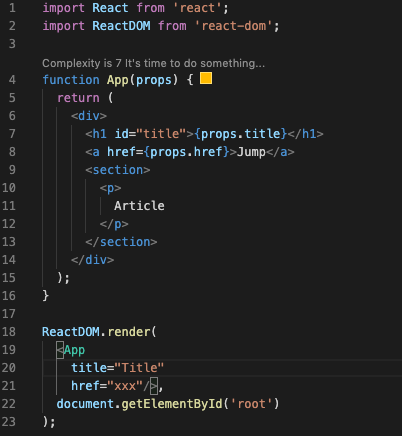 1 import React from 'react';
2 import ReactDOM from 'react-dom';
3
Complexity is 7 It's time to do something...
4 function App(props) {
5   return (
6     <div>
7       <h1 id="title">{props.title}</h1>
8       <a href={props.href}>Jump</a>
9       <section>
10         <p>
11           Article
12         </p>
13       </section>
14     </div>
15   );
16 }
17
18 ReactDOM.render(
19   <App
20     title="Title"
21     href="xxx"/>,
22   document.getElementById('root')
23 );